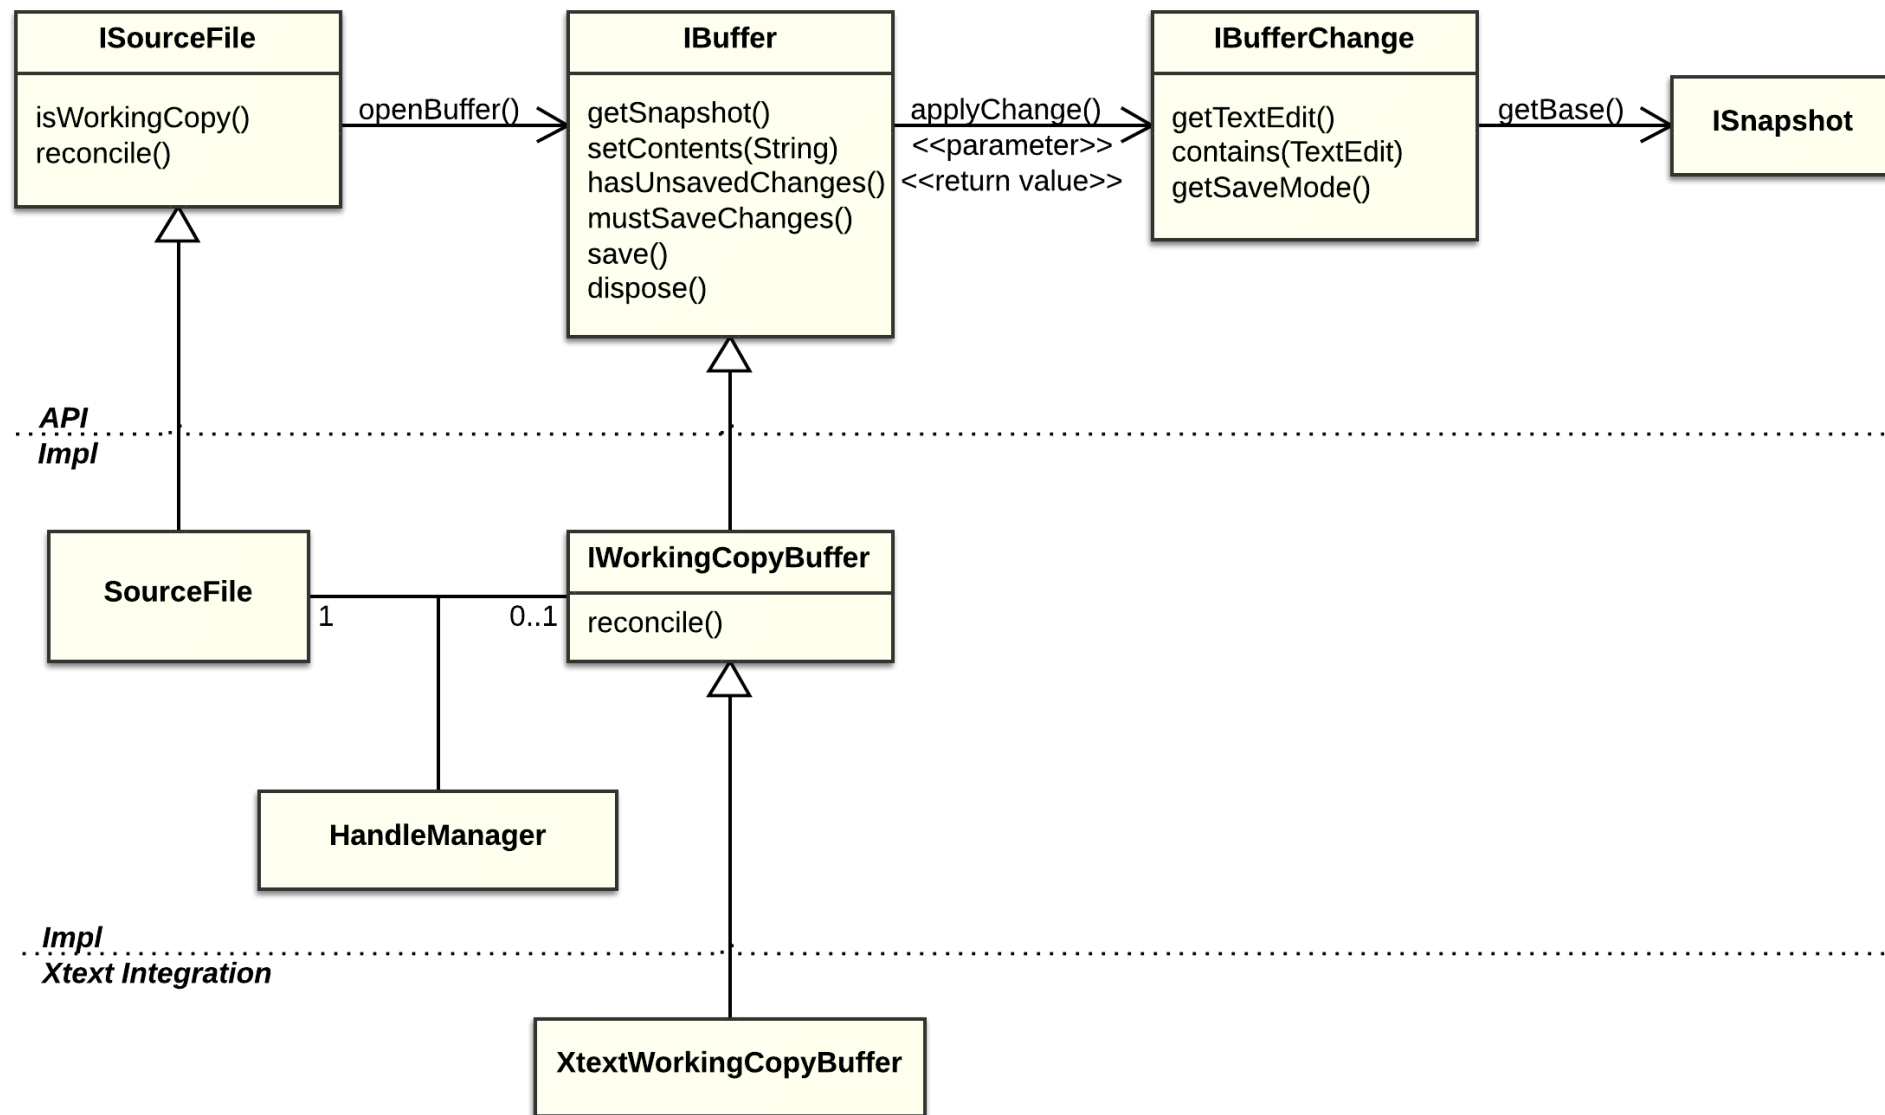 ISourceFile
isWorkingCopy()
reconcile()
openBuffer()
IBuffer
getSnapshot()
setContents(String)
hasUnsavedChanges()
mustSaveChanges()
save()
dispose()
applyChange()
<<parameter>>
<<return value>>
IBufferChange
getTextEdit()
contains(TextEdit)
getSaveMode()
getBase()
ISnapshot
API
Impl
SourceFile
1
0..1
IWorkingCopyBuffer
reconcile()
HandleManager
Impl
Xtext Integration
XtextWorkingCopyBuffer